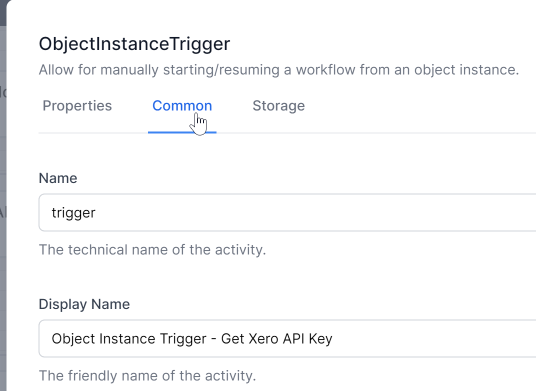 ObjectInstanceTrigger
Allow for manually starting/resuming a workflow from an object instance.
Properties Common Storage
Name
trigger
The technical name of the activity.
Display Name
Object Instance Trigger - Get Xero API Key
The friendly name of the activity.